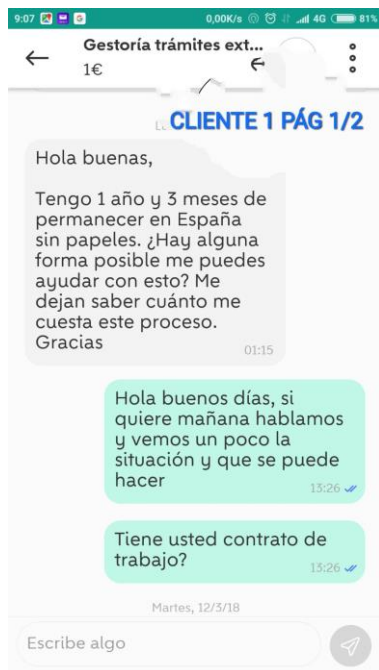 9:07
0,00K/s 4G 81%
Gestoría trámites ext...
1€
CLIENTE 1 PÁG 1/2
Hola buenas,
Tengo 1 año y 3 meses de
permanecer en España
sin papeles. ¿Hay alguna
forma posible me puedes
ayudar con esto? Me
dejan saber cuánto me
cuesta este proceso.
Gracias
01:15
Hola buenos días, si
quiere mañana hablamos
y vemos un poco la
situación y que se puede
hacer
13:26
Tiene usted contrato de
trabajo?
13:26
Martes, 12/3/18
Escribe algo